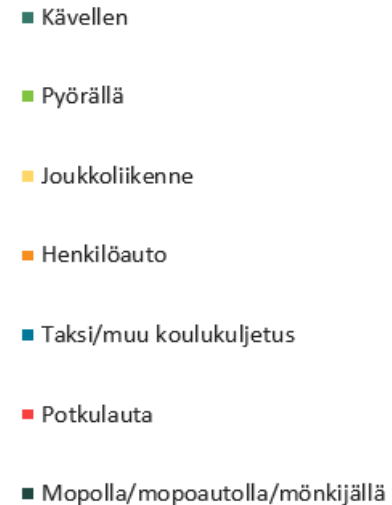 Kävellen
Pyörällä
Joukkoliikenne
Henkilöauto
Taksi/muu koulukuljetus
Potkulauta
Mopolla/mopoautolla/mönkijällä